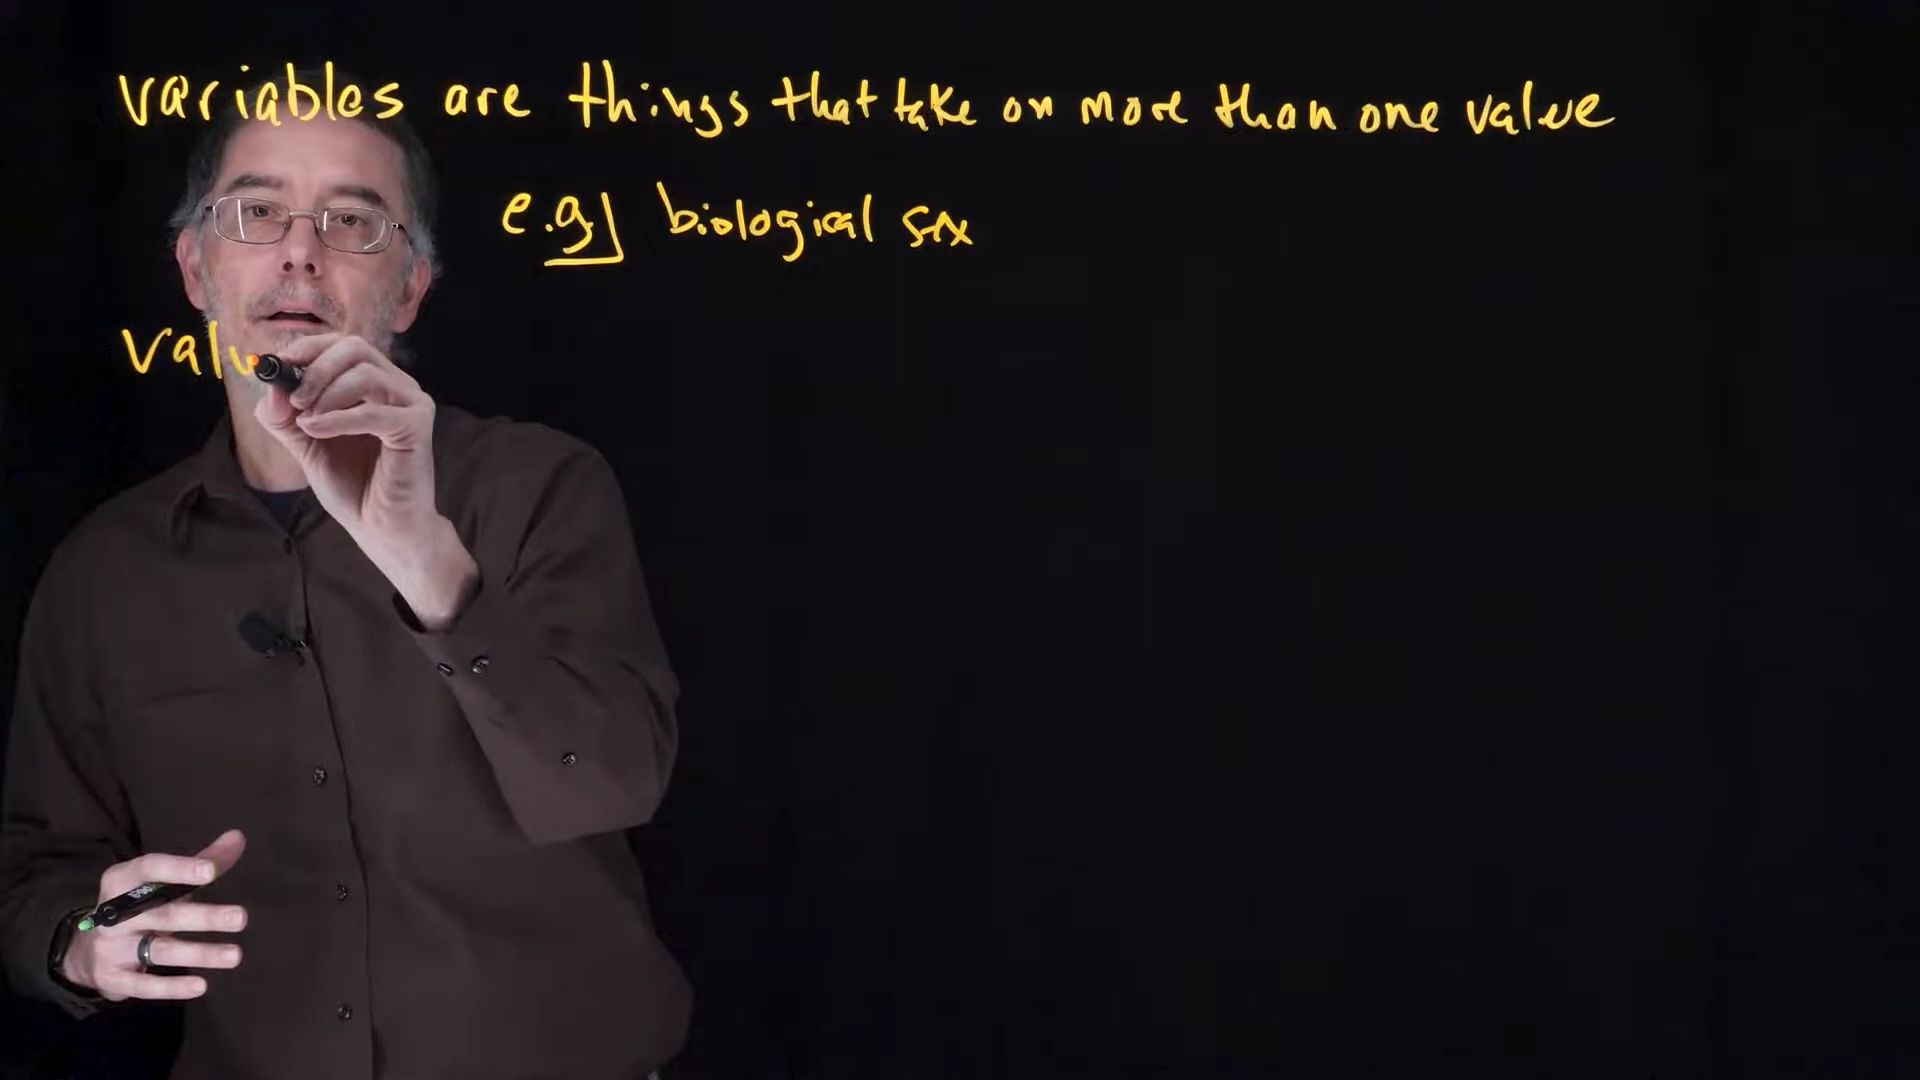 variables are things that take on more than one value
e.g] biological sex
valu